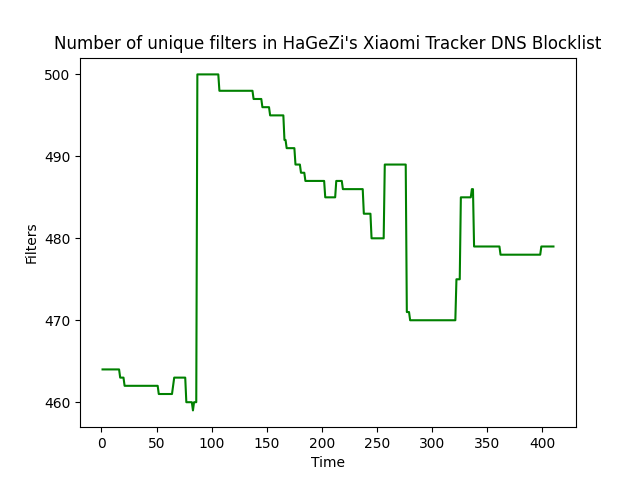 Number of unique filters in HaGeZi's Xiaomi Tracker DNS Blocklist
500
490
480
470
460
Filters
0 50 100 150 200 250 300 350 400
Time